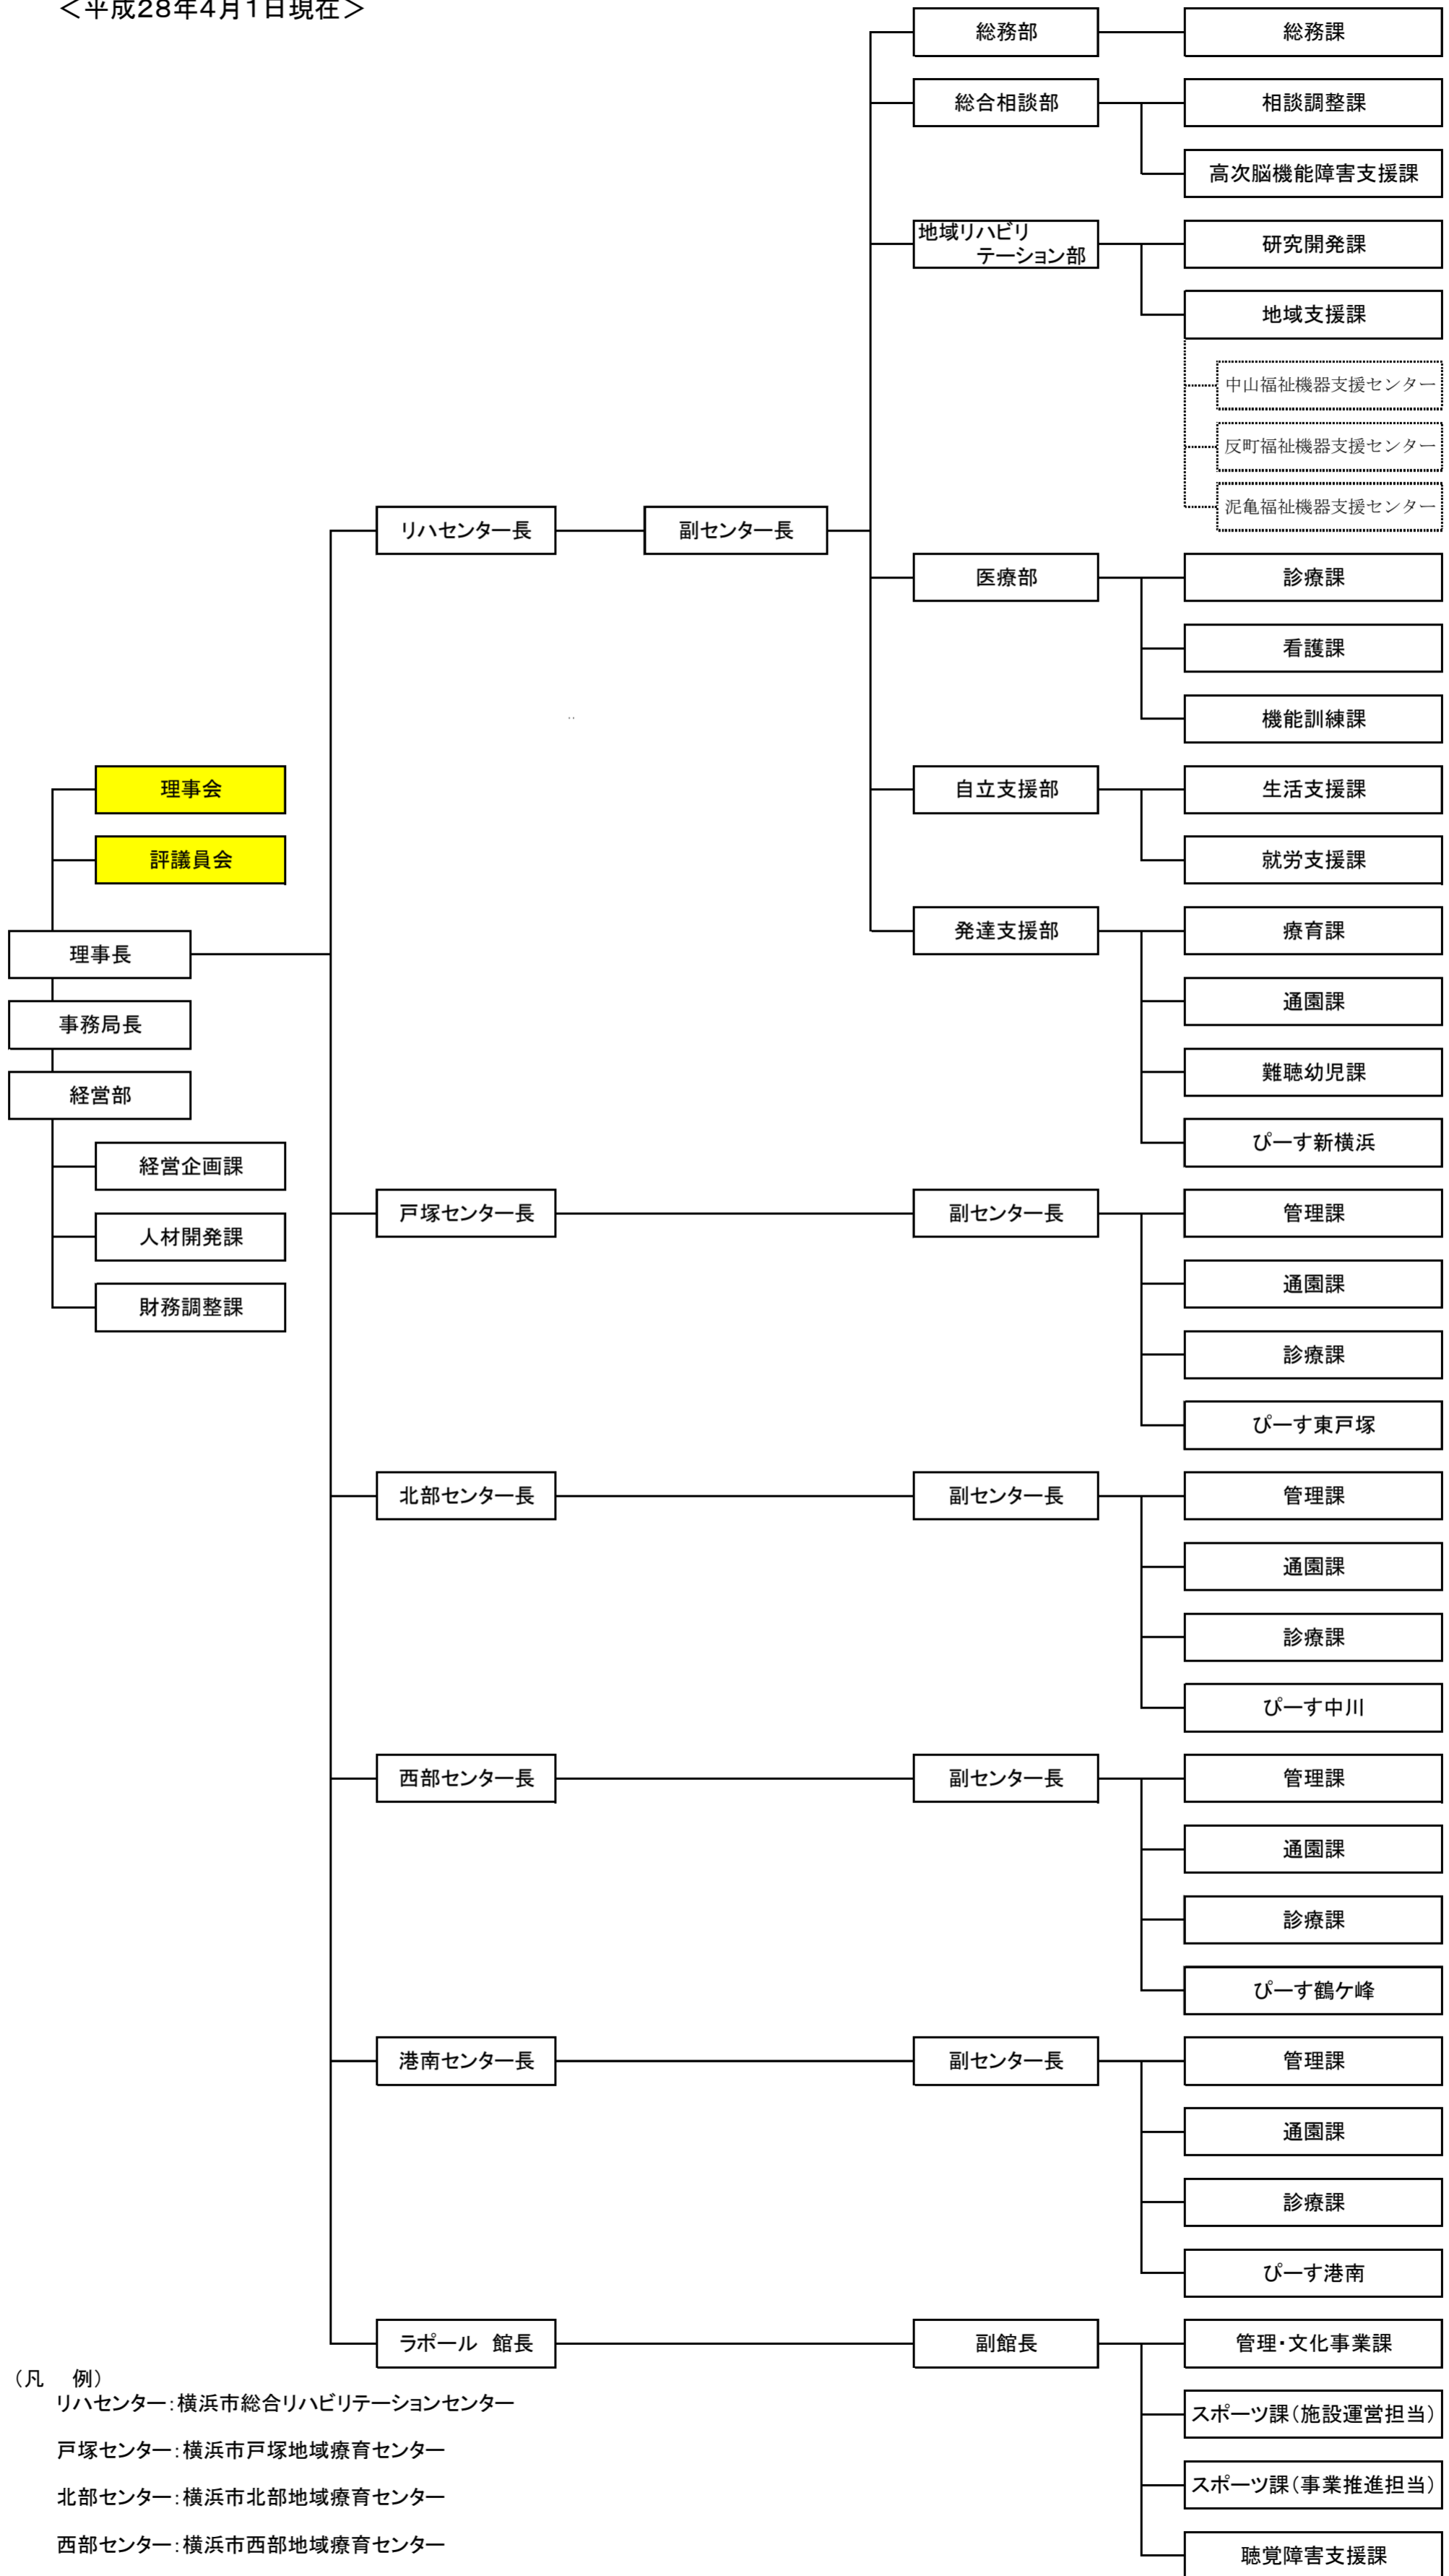 ＜平成28年4月1日現在＞
総務部
総務課
総合相談部
相談調整課
高次脳機能障害支援課
地域リハビリ
テーション部
研究開発課
地域支援課
中山福祉機器支援センター
反町福祉機器支援センター
泥亀福祉機器支援センター
リハセンター長
副センター長
医療部
診療課
看護課
機能訓練課
理事会
自立支援部
生活支援課
評議員会
就労支援課
理事長
発達支援部
療育課
事務局長
通園課
経営部
難聴幼児課
経営企画課
ぴーす新横浜
人材開発課
戸塚センター長
副センター長
管理課
財務調整課
通園課
診療課
ぴーす東戸塚
北部センター長
副センター長
管理課
通園課
診療課
ぴーす中川
西部センター長
副センター長
管理課
通園課
診療課
ぴーす鶴ケ峰
港南センター長
副センター長
管理課
通園課
診療課
ぴーす港南
ラポール　館長
副館長
管理・文化事業課
スポーツ課（施設運営担当）
スポーツ課（事業推進担当）
聴覚障害支援課
（凡　例）
リハセンター：横浜市総合リハビリテーションセンター
戸塚センター：横浜市戸塚地域療育センター
北部センター：横浜市北部地域療育センター
西部センター：横浜市西部地域療育センター